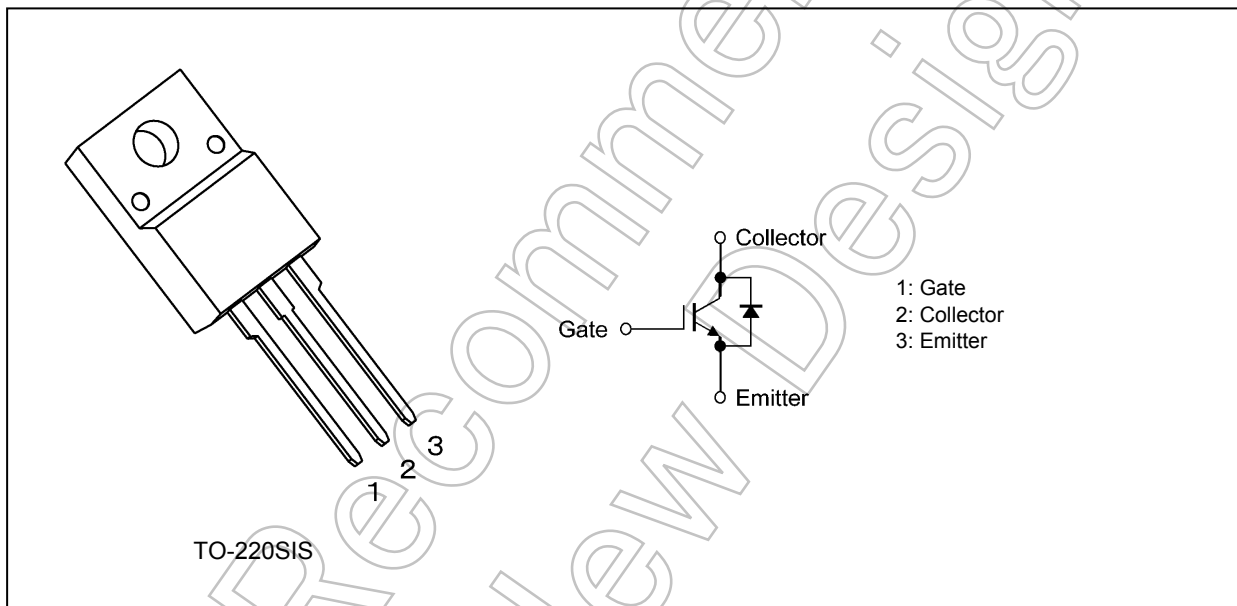 Collector
Gate
Emitter
1: Gate
2: Collector
3: Emitter
3
2
1
TO-220SIS